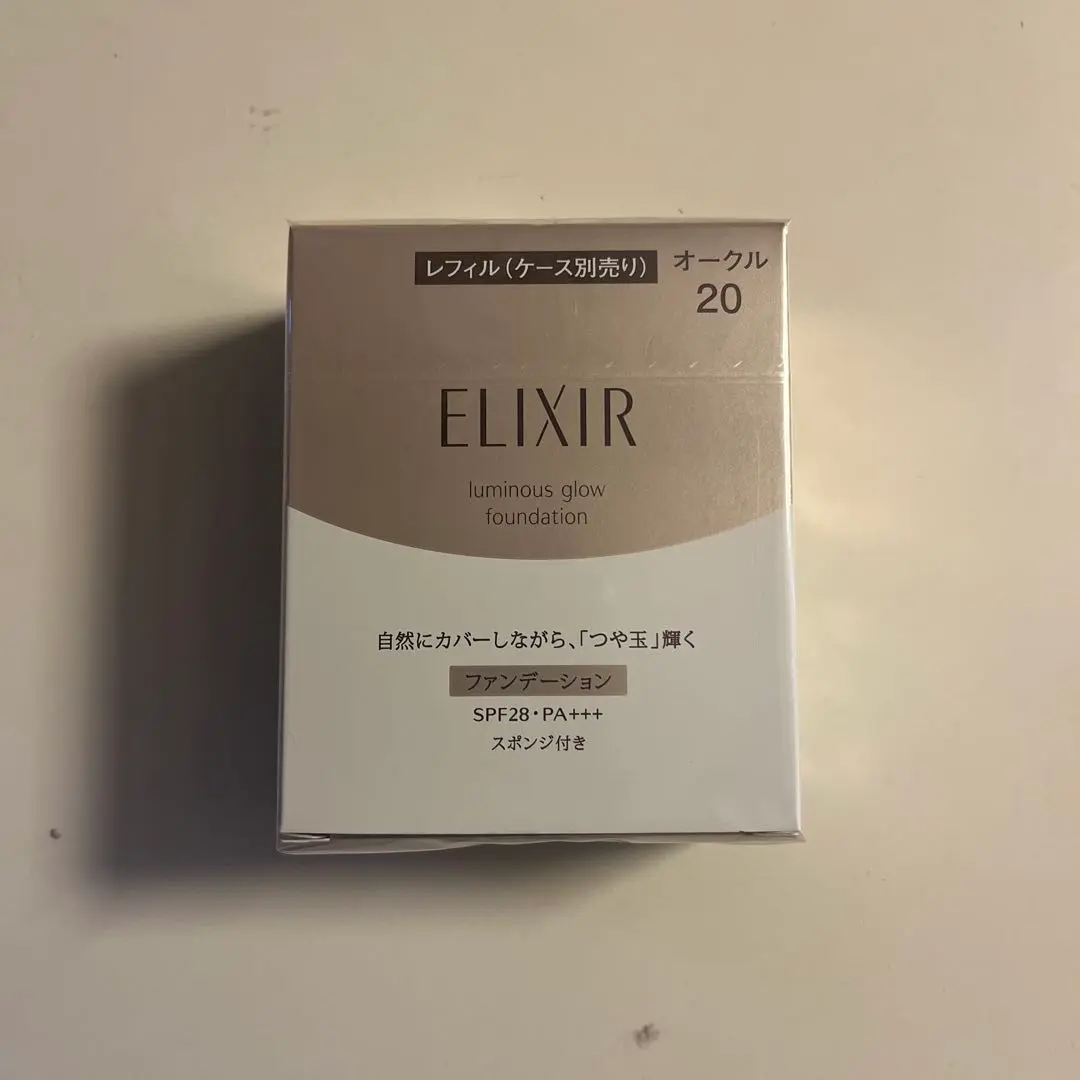 レフィル(ケース別売り)
オークル
20
ELIXIR
luminous glow
foundation
自然にカバーしながら、「つや玉」輝く
ファンデーション
SPF28・PA+++
スポンジ付き